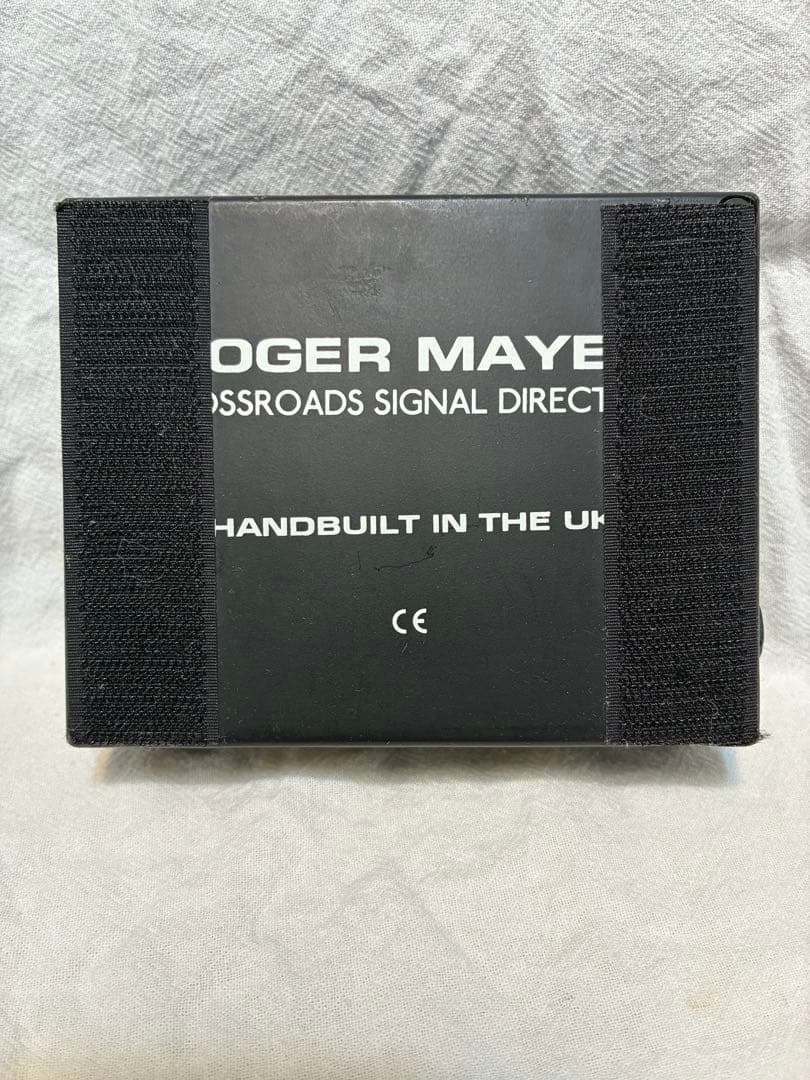 OGER MAYE
OSSROADS SIGNAL DIRECT
HANDBUILT IN THE UK
CE